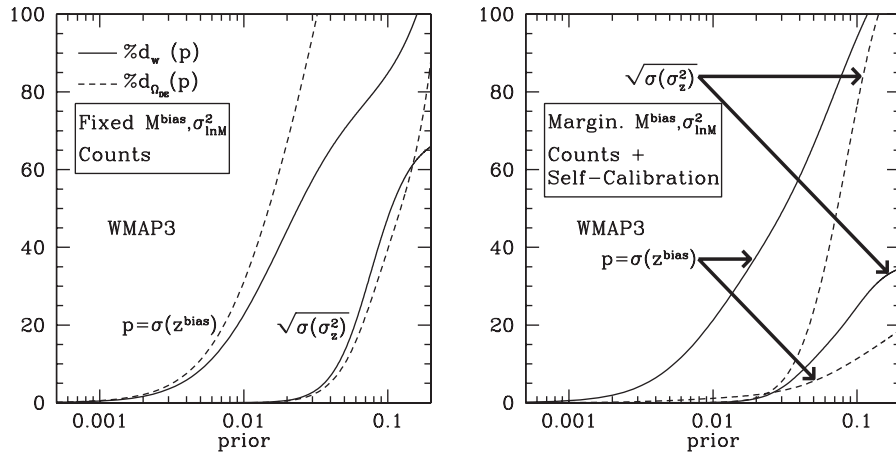 100
80
60
40
20
0
%d_w (p)
%d_Ω_DE (p)
Fixed M^bias, σ²_lnM
Counts
WMAP3
p=σ(z^bias)
√σ(σ²_z)
0.001 0.01 0.1
prior
100
80
60
40
20
0
√σ(σ²_z)
Margin. M^bias, σ²_lnM
Counts +
Self-Calibration
WMAP3
p=σ(z^bias)
0.001 0.01 0.1
prior